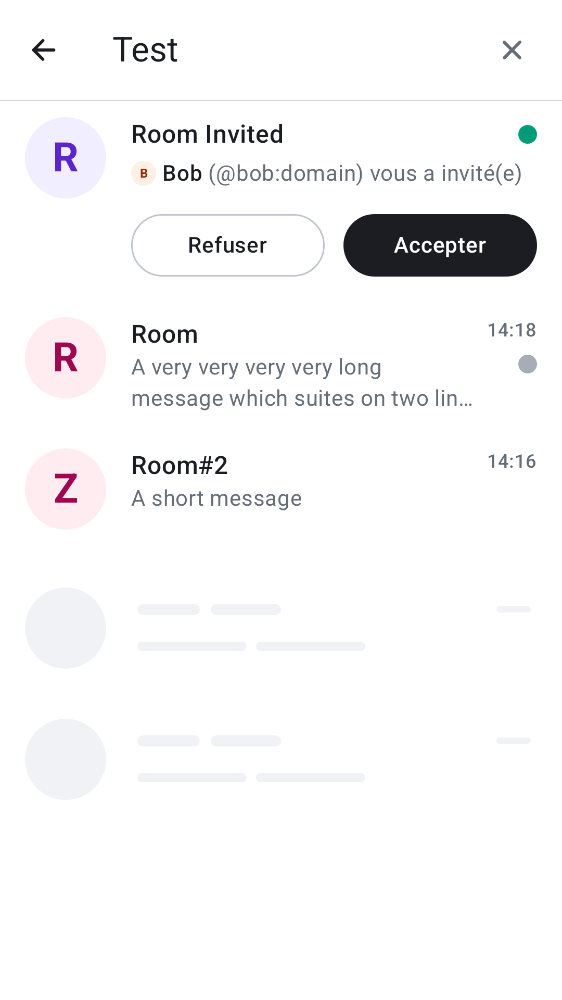 Test
R
Room Invited
B Bob (@bob:domain) vous a invité(e)
Refuser
Accepter
R
Room
14:18
A very very very very long
message which suites on two lin…
Z
Room#2
14:16
A short message